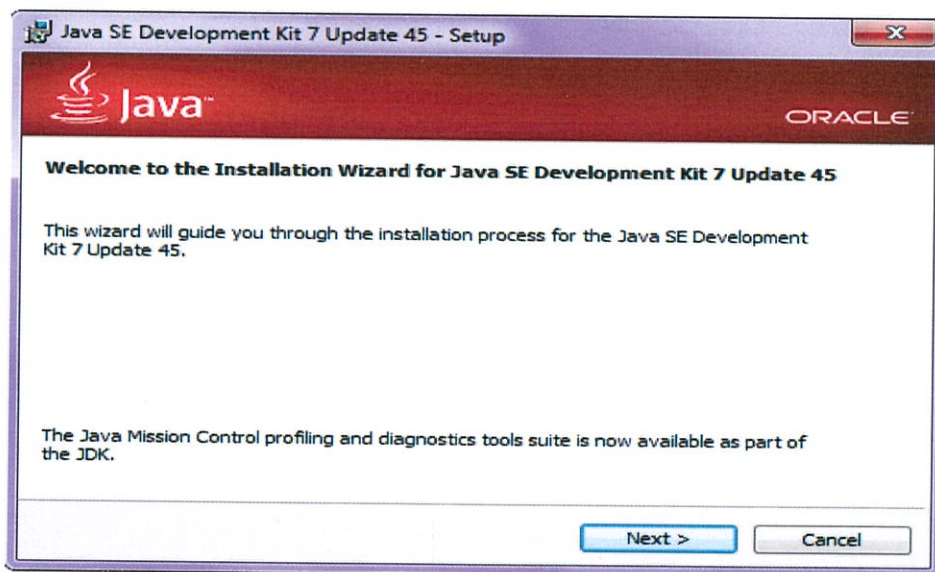 Java SE Development Kit 7 Update 45 - Setup
Java™
ORACLE
Welcome to the Installation Wizard for Java SE Development Kit 7 Update 45
This wizard will guide you through the installation process for the Java SE Development
Kit 7 Update 45.
The Java Mission Control profiling and diagnostics tools suite is now available as part of
the JDK.
Next >
Cancel